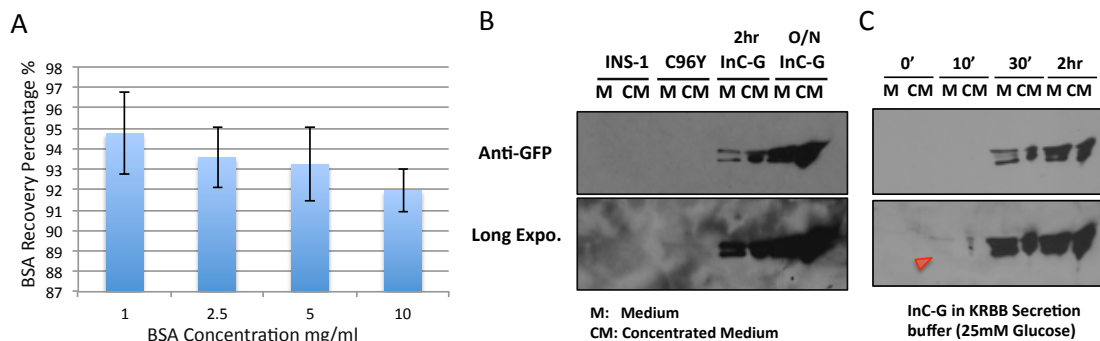 A
BSA Recovery Percentage %
98
97
96
95
94
93
92
91
90
89
88
87
1 2.5 5 10
BSA Concentration mg/ml
B
2hr O/N
INS-1 C96Y InC-G InC-G
M CM M CM M CM M CM
Anti-GFP
Long Expo.
M: Medium
CM: Concentrated Medium
C
0’ 10’ 30’ 2hr
M CM M CM M CM M CM
InC-G in KRBB Secretion
buffer (25mM Glucose)